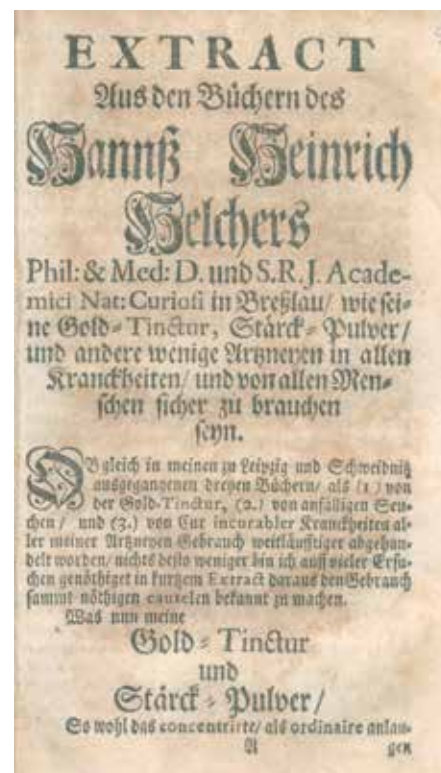 EXTRACT
Aus den Büchern des
Hannß Heinrich
Helchers
Phil: & Med: D. und S.R.J. Acade-
mici Nat: Curiosi in Breßlau/ wie sei-
ne Gold-Tinctur, Stärck-Pulver/
und andere wenige Artzneyen in allen
Kranckheiten/ und von allen Men-
schen sicher zu brauchen
seyn.
OB gleich in meinen zu Leipzig und Schweidnitz
ausgegangenen dreyen Büchern/ als (1) von
der Gold-Tinctur, (2.) von anfälligen Seu-
chen/ und (3.) von Cur incurabler Kranckheiten al-
ler meiner Artzneyen Gebrauch weitläufftiger abgehan-
delt worden/ nichts desto weniger bin ich auff vieler Ersu-
chen genöthiget in kurtzem Extract daraus den Gebrauch
sammt nöthigen cautelen bekannt zu machen.
Was nun meine
Gold-Tinctur
und
Stärck-Pulver/
So wohl das concentrirte/ als ordinaire anlan-
A gen